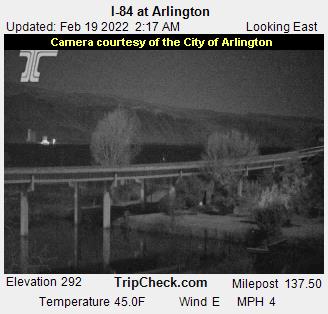 I-84 at Arlington
Updated: Feb 19 2022 2:17 AM Looking East
Camera courtesy of the City of Arlington
Elevation 292 TripCheck.com Milepost 137.50
Temperature 45.0F Wind E MPH 4